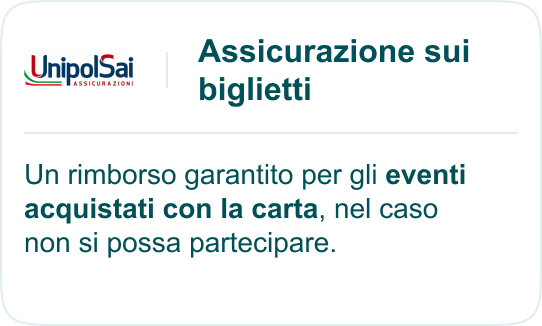 UnipolSai
ASSICURAZIONI
Assicurazione sui
biglietti
Un rimborso garantito per gli eventi
acquistati con la carta, nel caso
non si possa partecipare.